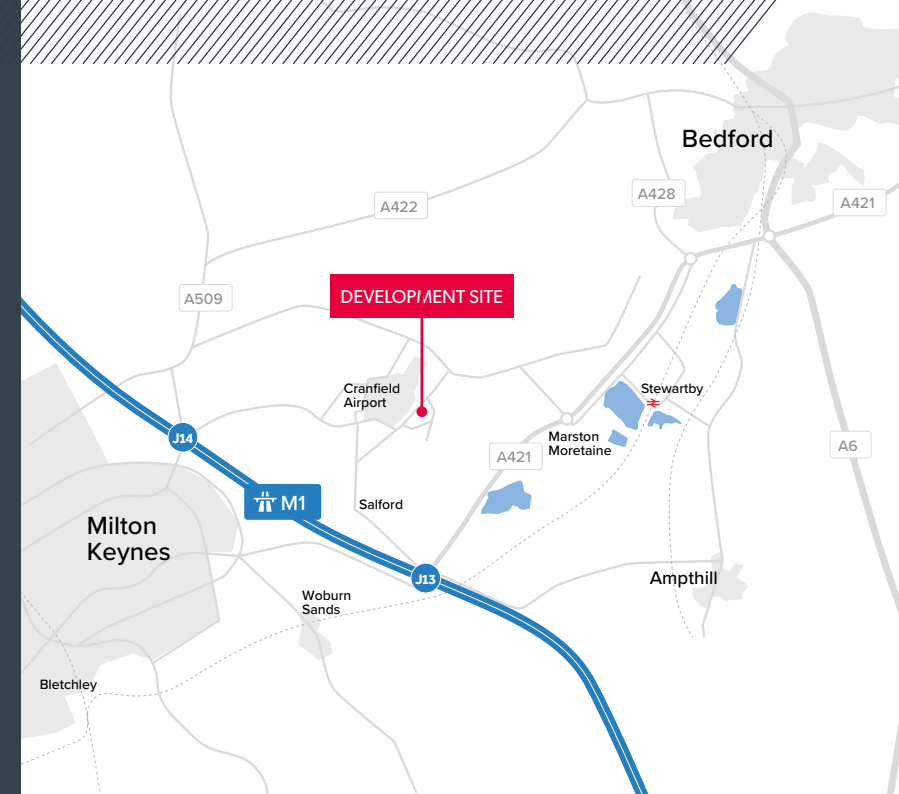 Bedford
A428
A421
A422
A509
DEVELOPMENT SITE
Cranfield
Airport
Stewartby
J14
Marston
Moretaine
A421
A6
M1
Salford
Milton
Keynes
J13
Ampthill
Woburn
Sands
Bletchley